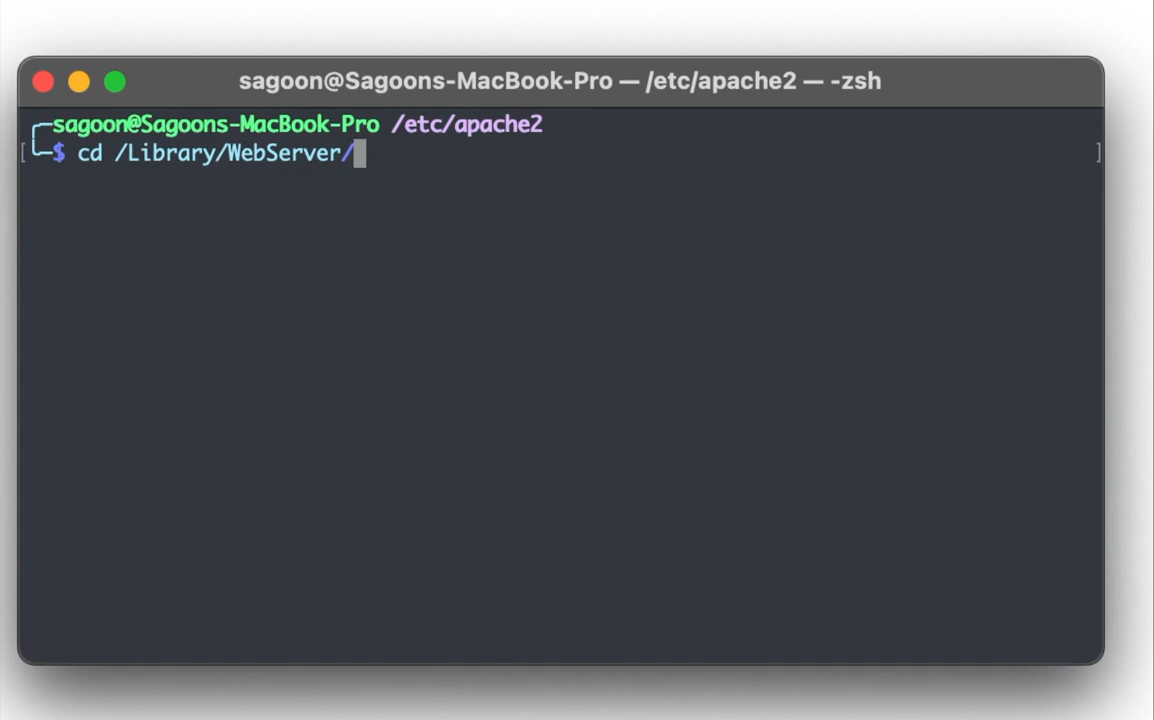 sagoon@Sagoons-MacBook-Pro — /etc/apache2 — -zsh
┌─sagoon@Sagoons-MacBook-Pro /etc/apache2
[└─$ cd /Library/WebServer/ ]